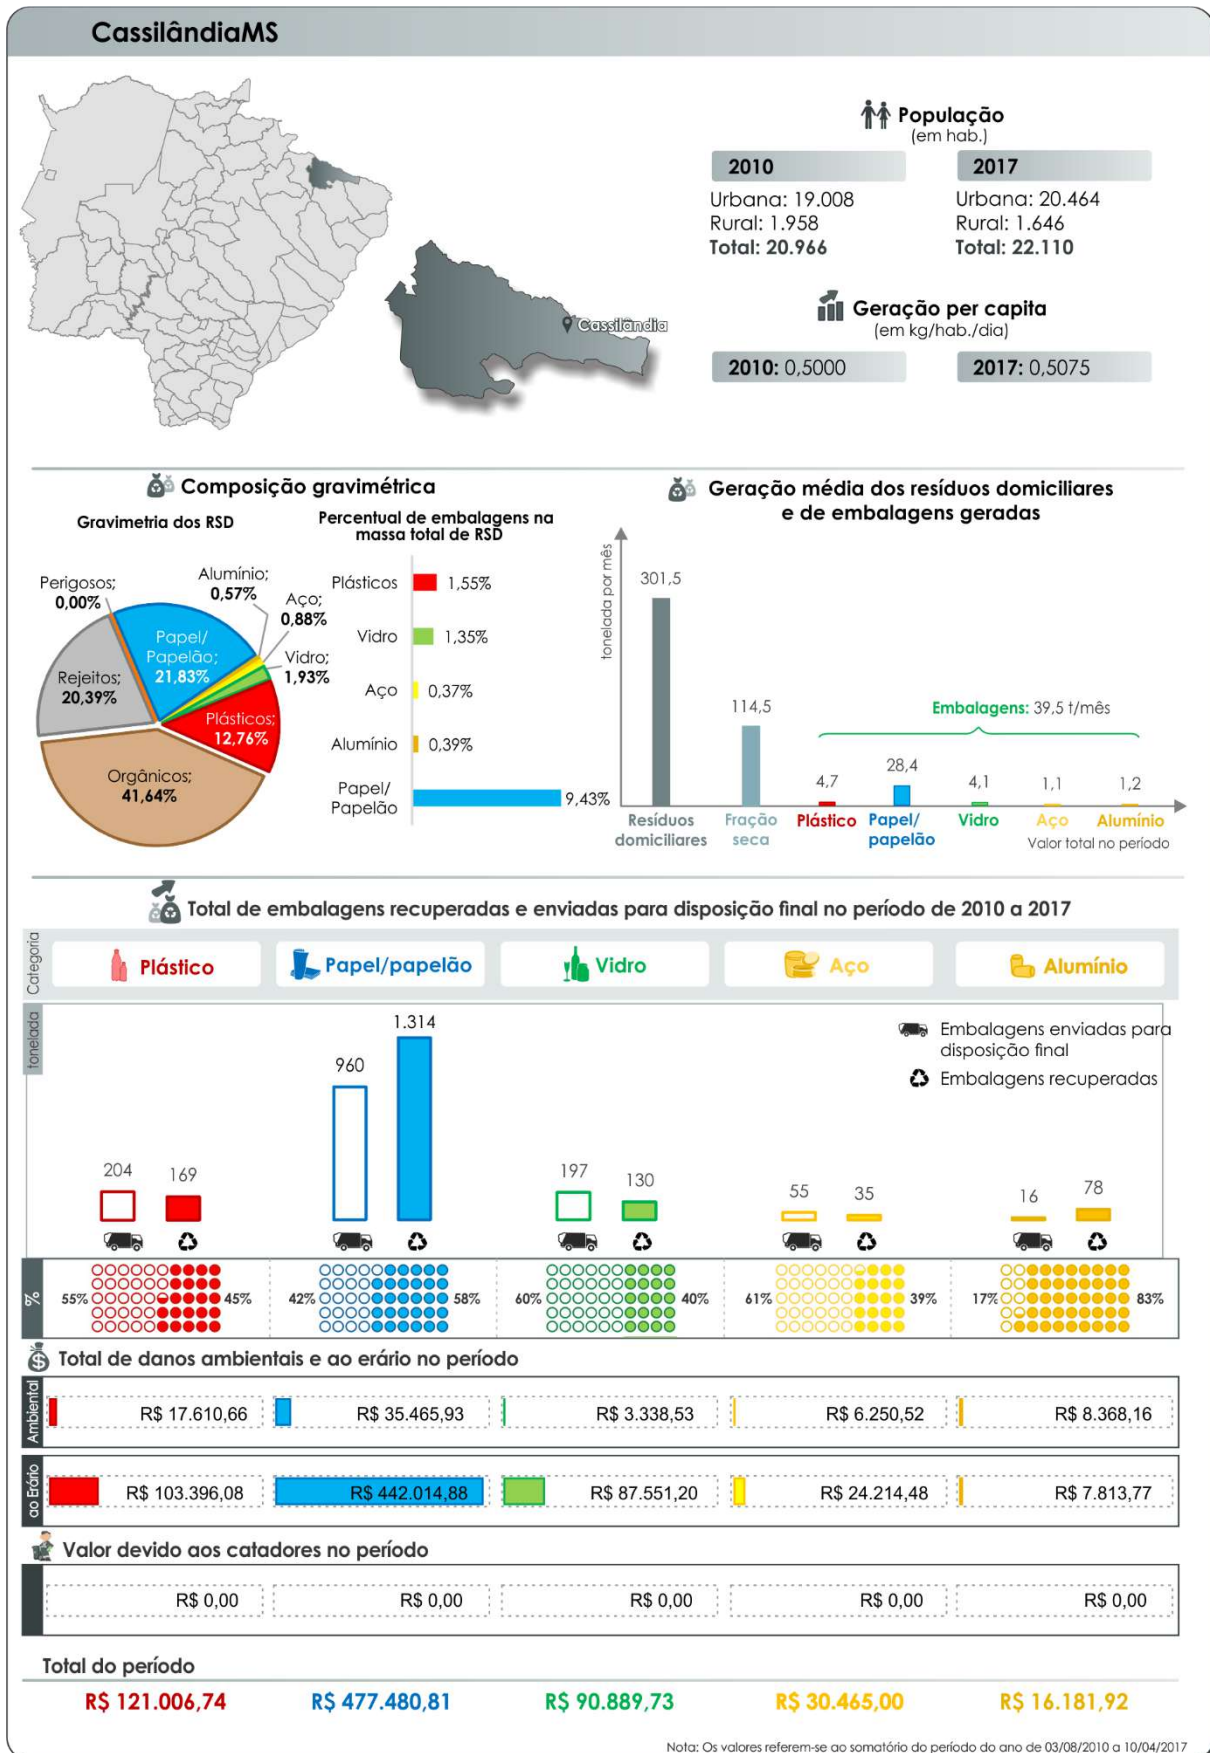 CassilândiaMS
População
(em hab.)
2010
2017
Urbana: 19.008
Rural: 1.958
Total: 20.966
Urbana: 20.464
Rural: 1.646
Total: 22.110
Cassilândia
Geração per capita
(em kg/hab./dia)
2010: 0,5000
2017: 0,5075
Composição gravimétrica
Gravimetria dos RSD
Perigosos;
0,00%
Alumínio;
0,57%
Aço;
0,88%
Vidro;
1,93%
Papel/
Papelão;
21,83%
Rejeitos;
20,39%
Plásticos;
12,76%
Orgânicos;
41,64%
Percentual de embalagens na
massa total de RSD
Plásticos
1,55%
Vidro
1,35%
Aço
0,37%
Alumínio
0,39%
Papel/
Papelão
9,43%
Geração média dos resíduos domiciliares
e de embalagens geradas
tonelada por mês
301,5
114,5
Embalagens: 39,5 t/mês
4,7
28,4
4,1
1,1
1,2
Resíduos
domiciliares
Fração
seca
Plástico
Papel/
papelão
Vidro
Aço
Alumínio
Valor total no período
Total de embalagens recuperadas e enviadas para disposição final no período de 2010 a 2017
Categoria
Plástico
Papel/papelão
Vidro
Aço
Alumínio
tonelada
Embalagens enviadas para
disposição final
Embalagens recuperadas
204
169
960
1.314
197
130
55
35
16
78
%
55%
45%
42%
58%
60%
40%
61%
39%
17%
83%
Total de danos ambientais e ao erário no período
Ambiental
R$ 17.610,66
R$ 35.465,93
R$ 3.338,53
R$ 6.250,52
R$ 8.368,16
ao Erário
R$ 103.396,08
R$ 442.014,88
R$ 87.551,20
R$ 24.214,48
R$ 7.813,77
Valor devido aos catadores no período
R$ 0,00
R$ 0,00
R$ 0,00
R$ 0,00
R$ 0,00
Total do período
R$ 121.006,74
R$ 477.480,81
R$ 90.889,73
R$ 30.465,00
R$ 16.181,92
Nota: Os valores referem-se ao somatório do período do ano de 03/08/2010 a 10/04/2017